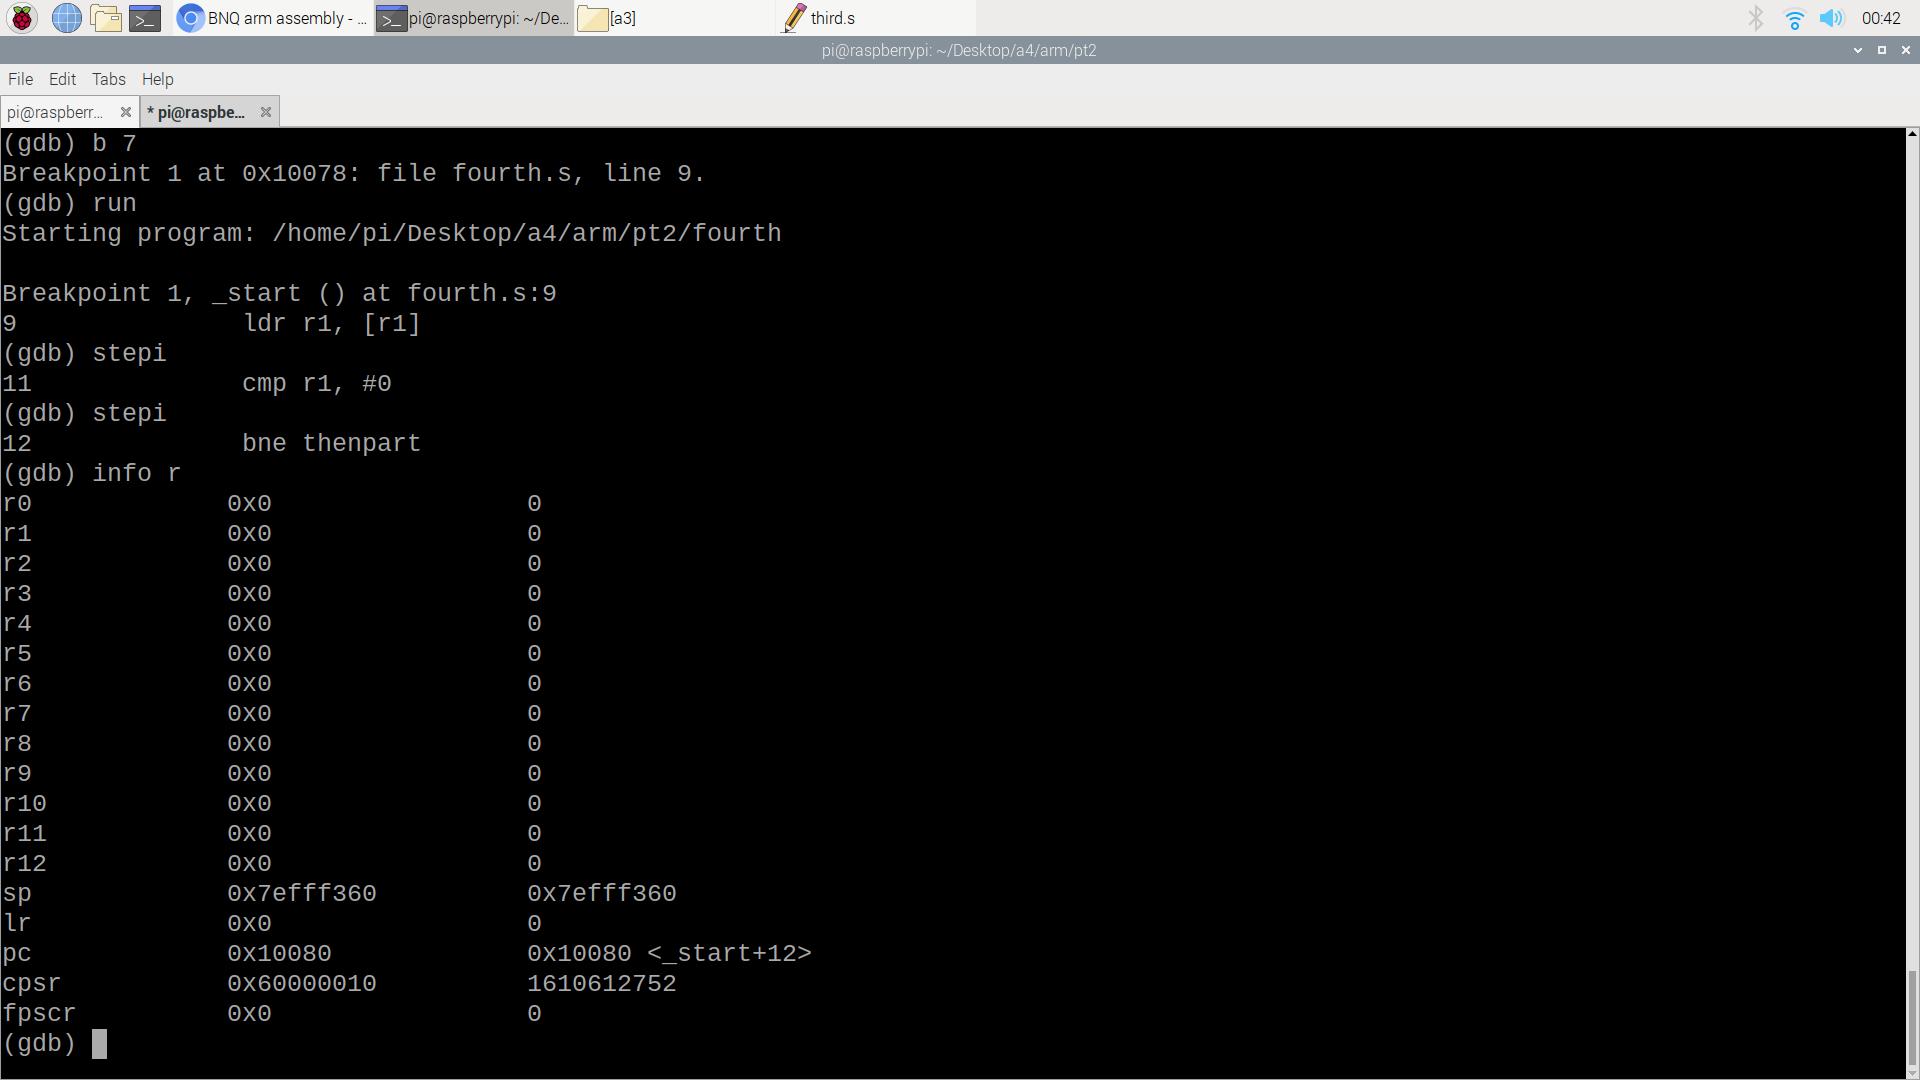 BNQ arm assembly - ...
pi@raspberrypi: ~/De...
[a3]
third.s
00:42
pi@raspberrypi: ~/Desktop/a4/arm/pt2
File Edit Tabs Help
pi@raspberr...
* pi@raspbe...
(gdb) b 7
Breakpoint 1 at 0x10078: file fourth.s, line 9.
(gdb) run
Starting program: /home/pi/Desktop/a4/arm/pt2/fourth
Breakpoint 1, _start () at fourth.s:9
9 ldr r1, [r1]
(gdb) stepi
11 cmp r1, #0
(gdb) stepi
12 bne thenpart
(gdb) info r
r0 0x0 0
r1 0x0 0
r2 0x0 0
r3 0x0 0
r4 0x0 0
r5 0x0 0
r6 0x0 0
r7 0x0 0
r8 0x0 0
r9 0x0 0
r10 0x0 0
r11 0x0 0
r12 0x0 0
sp 0x7efff360 0x7efff360
lr 0x0 0
pc 0x10080 0x10080 <_start+12>
cpsr 0x60000010 1610612752
fpscr 0x0 0
(gdb)